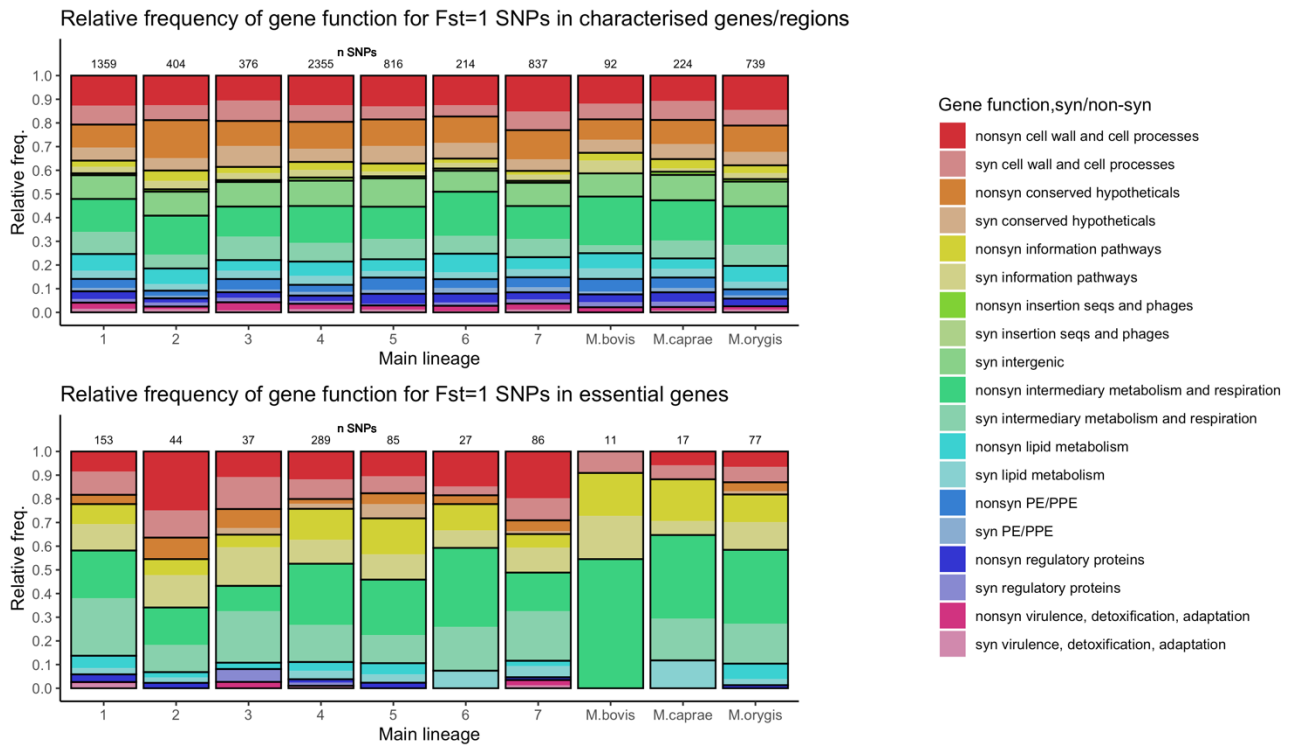 Relative frequency of gene function for Fst=1 SNPs in characterised genes/regions
n SNPs
1359 404 376 2355 816 214 837 92 224 739
1.0
0.9
0.8
0.7
0.6
0.5
0.4
0.3
0.2
0.1
0.0
Relative freq.
1 2 3 4 5 6 7 M.bovis M.caprae M.orygis
Main lineage
Relative frequency of gene function for Fst=1 SNPs in essential genes
n SNPs
153 44 37 289 85 27 86 11 17 77
1.0
0.9
0.8
0.7
0.6
0.5
0.4
0.3
0.2
0.1
0.0
Relative freq.
1 2 3 4 5 6 7 M.bovis M.caprae M.orygis
Main lineage
Gene function,syn/non-syn
nonsyn cell wall and cell processes
syn cell wall and cell processes
nonsyn conserved hypotheticals
syn conserved hypotheticals
nonsyn information pathways
syn information pathways
nonsyn insertion seqs and phages
syn insertion seqs and phages
syn intergenic
nonsyn intermediary metabolism and respiration
syn intermediary metabolism and respiration
nonsyn lipid metabolism
syn lipid metabolism
nonsyn PE/PPE
syn PE/PPE
nonsyn regulatory proteins
syn regulatory proteins
nonsyn virulence, detoxification, adaptation
syn virulence, detoxification, adaptation